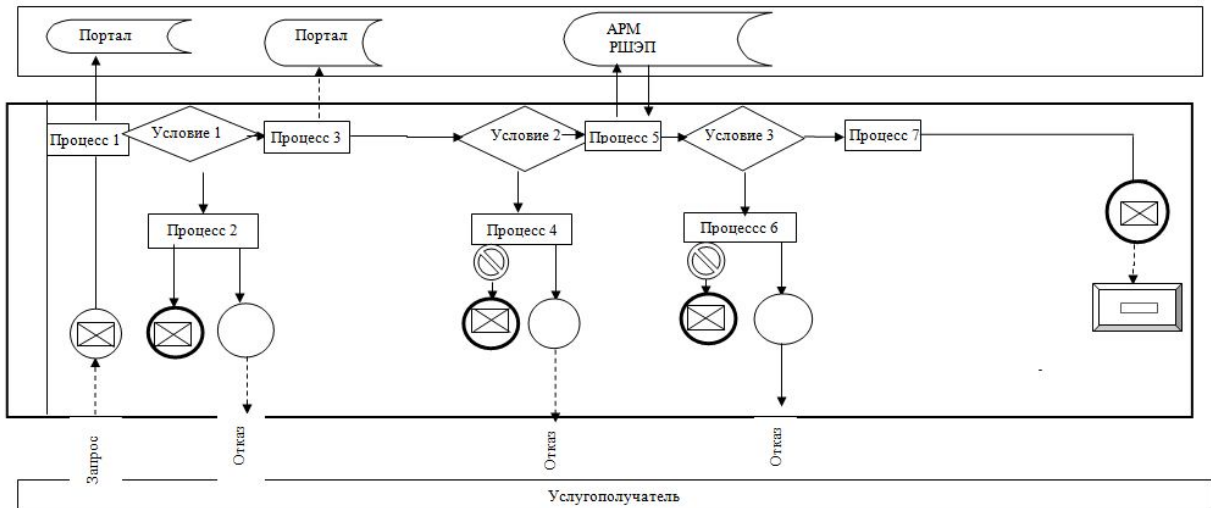 Портал
Портал
АРМ
РШЭП
Процесс 1
Условие 1
Процесс 3
Условие 2
Процесс 5
Условие 3
Процесс 7
Процесс 2
Процесс 4
Процессс 6
Запрос
Отказ
Отказ
Отказ
Услугополучатель